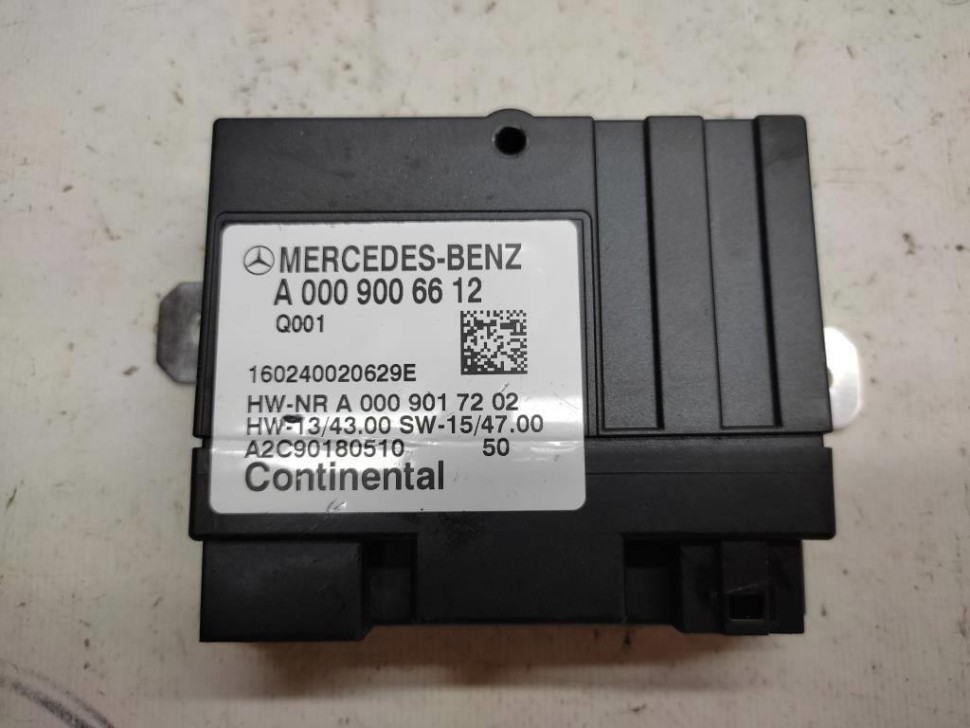 MERCEDES-BENZ
A 000 900 66 12
Q001
160240020629E
HW-NR A 000 901 72 02
HW-13/43.00 SW-15/47.00
A2C90180510 50
Continental